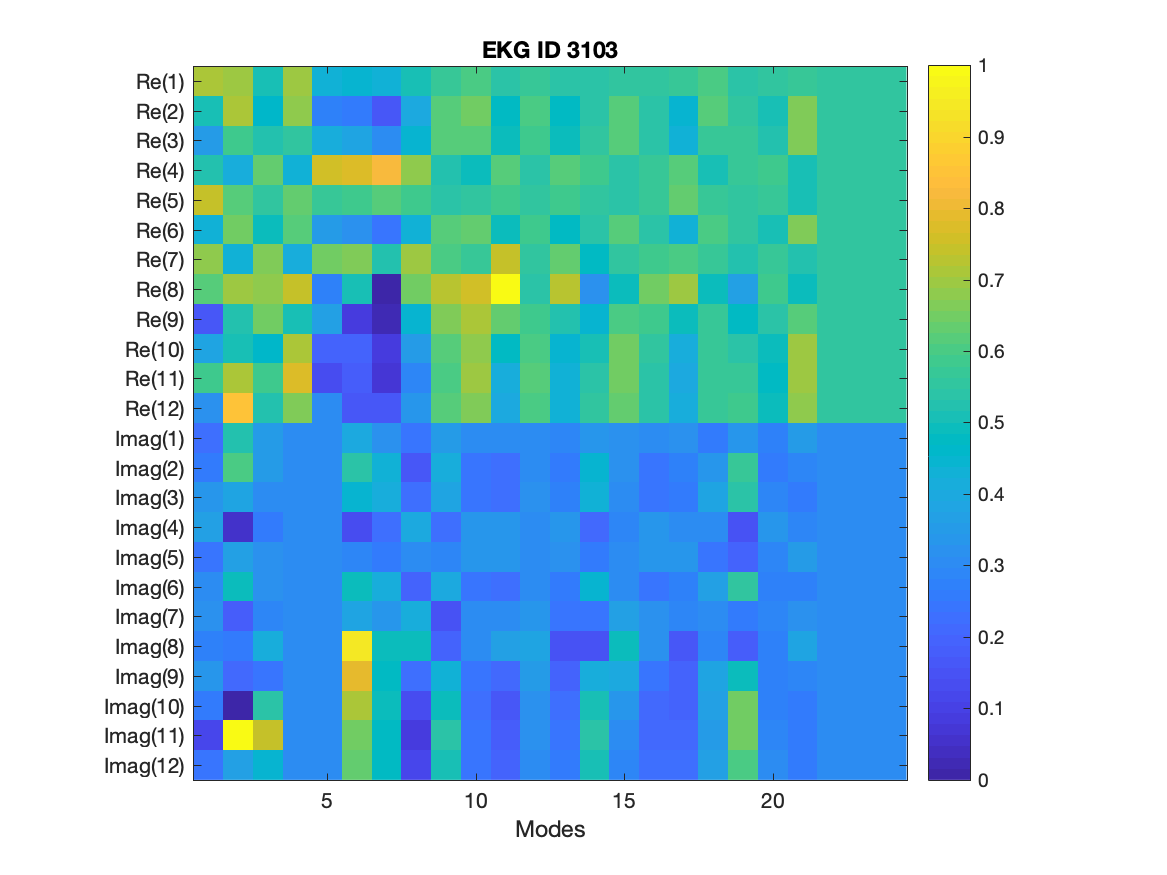 EKG ID 3103
Re(1)
Re(2)
Re(3)
Re(4)
Re(5)
Re(6)
Re(7)
Re(8)
Re(9)
Re(10)
Re(11)
Re(12)
Imag(1)
Imag(2)
Imag(3)
Imag(4)
Imag(5)
Imag(6)
Imag(7)
Imag(8)
Imag(9)
Imag(10)
Imag(11)
Imag(12)
5 10 15 20
Modes
1
0.9
0.8
0.7
0.6
0.5
0.4
0.3
0.2
0.1
0